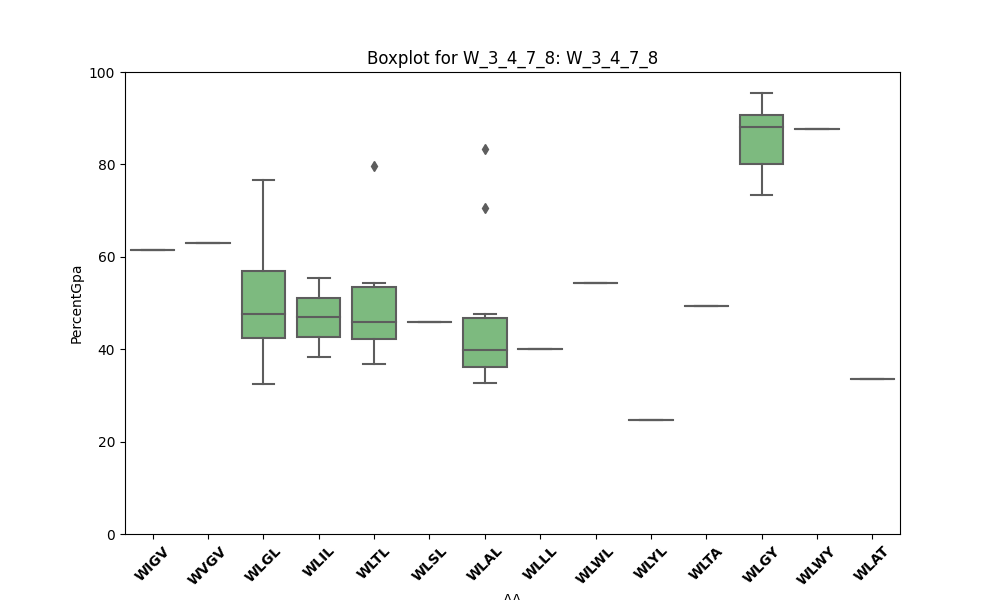 Boxplot for W_3_4_7_8: W_3_4_7_8
PercentGpa
100
80
60
40
20
0
WIGV
WVGV
WLGL
WLIL
WLTL
WLSL
WLAL
WLLL
WLWL
WLYL
WLTA
WLGY
WLWY
WLAT